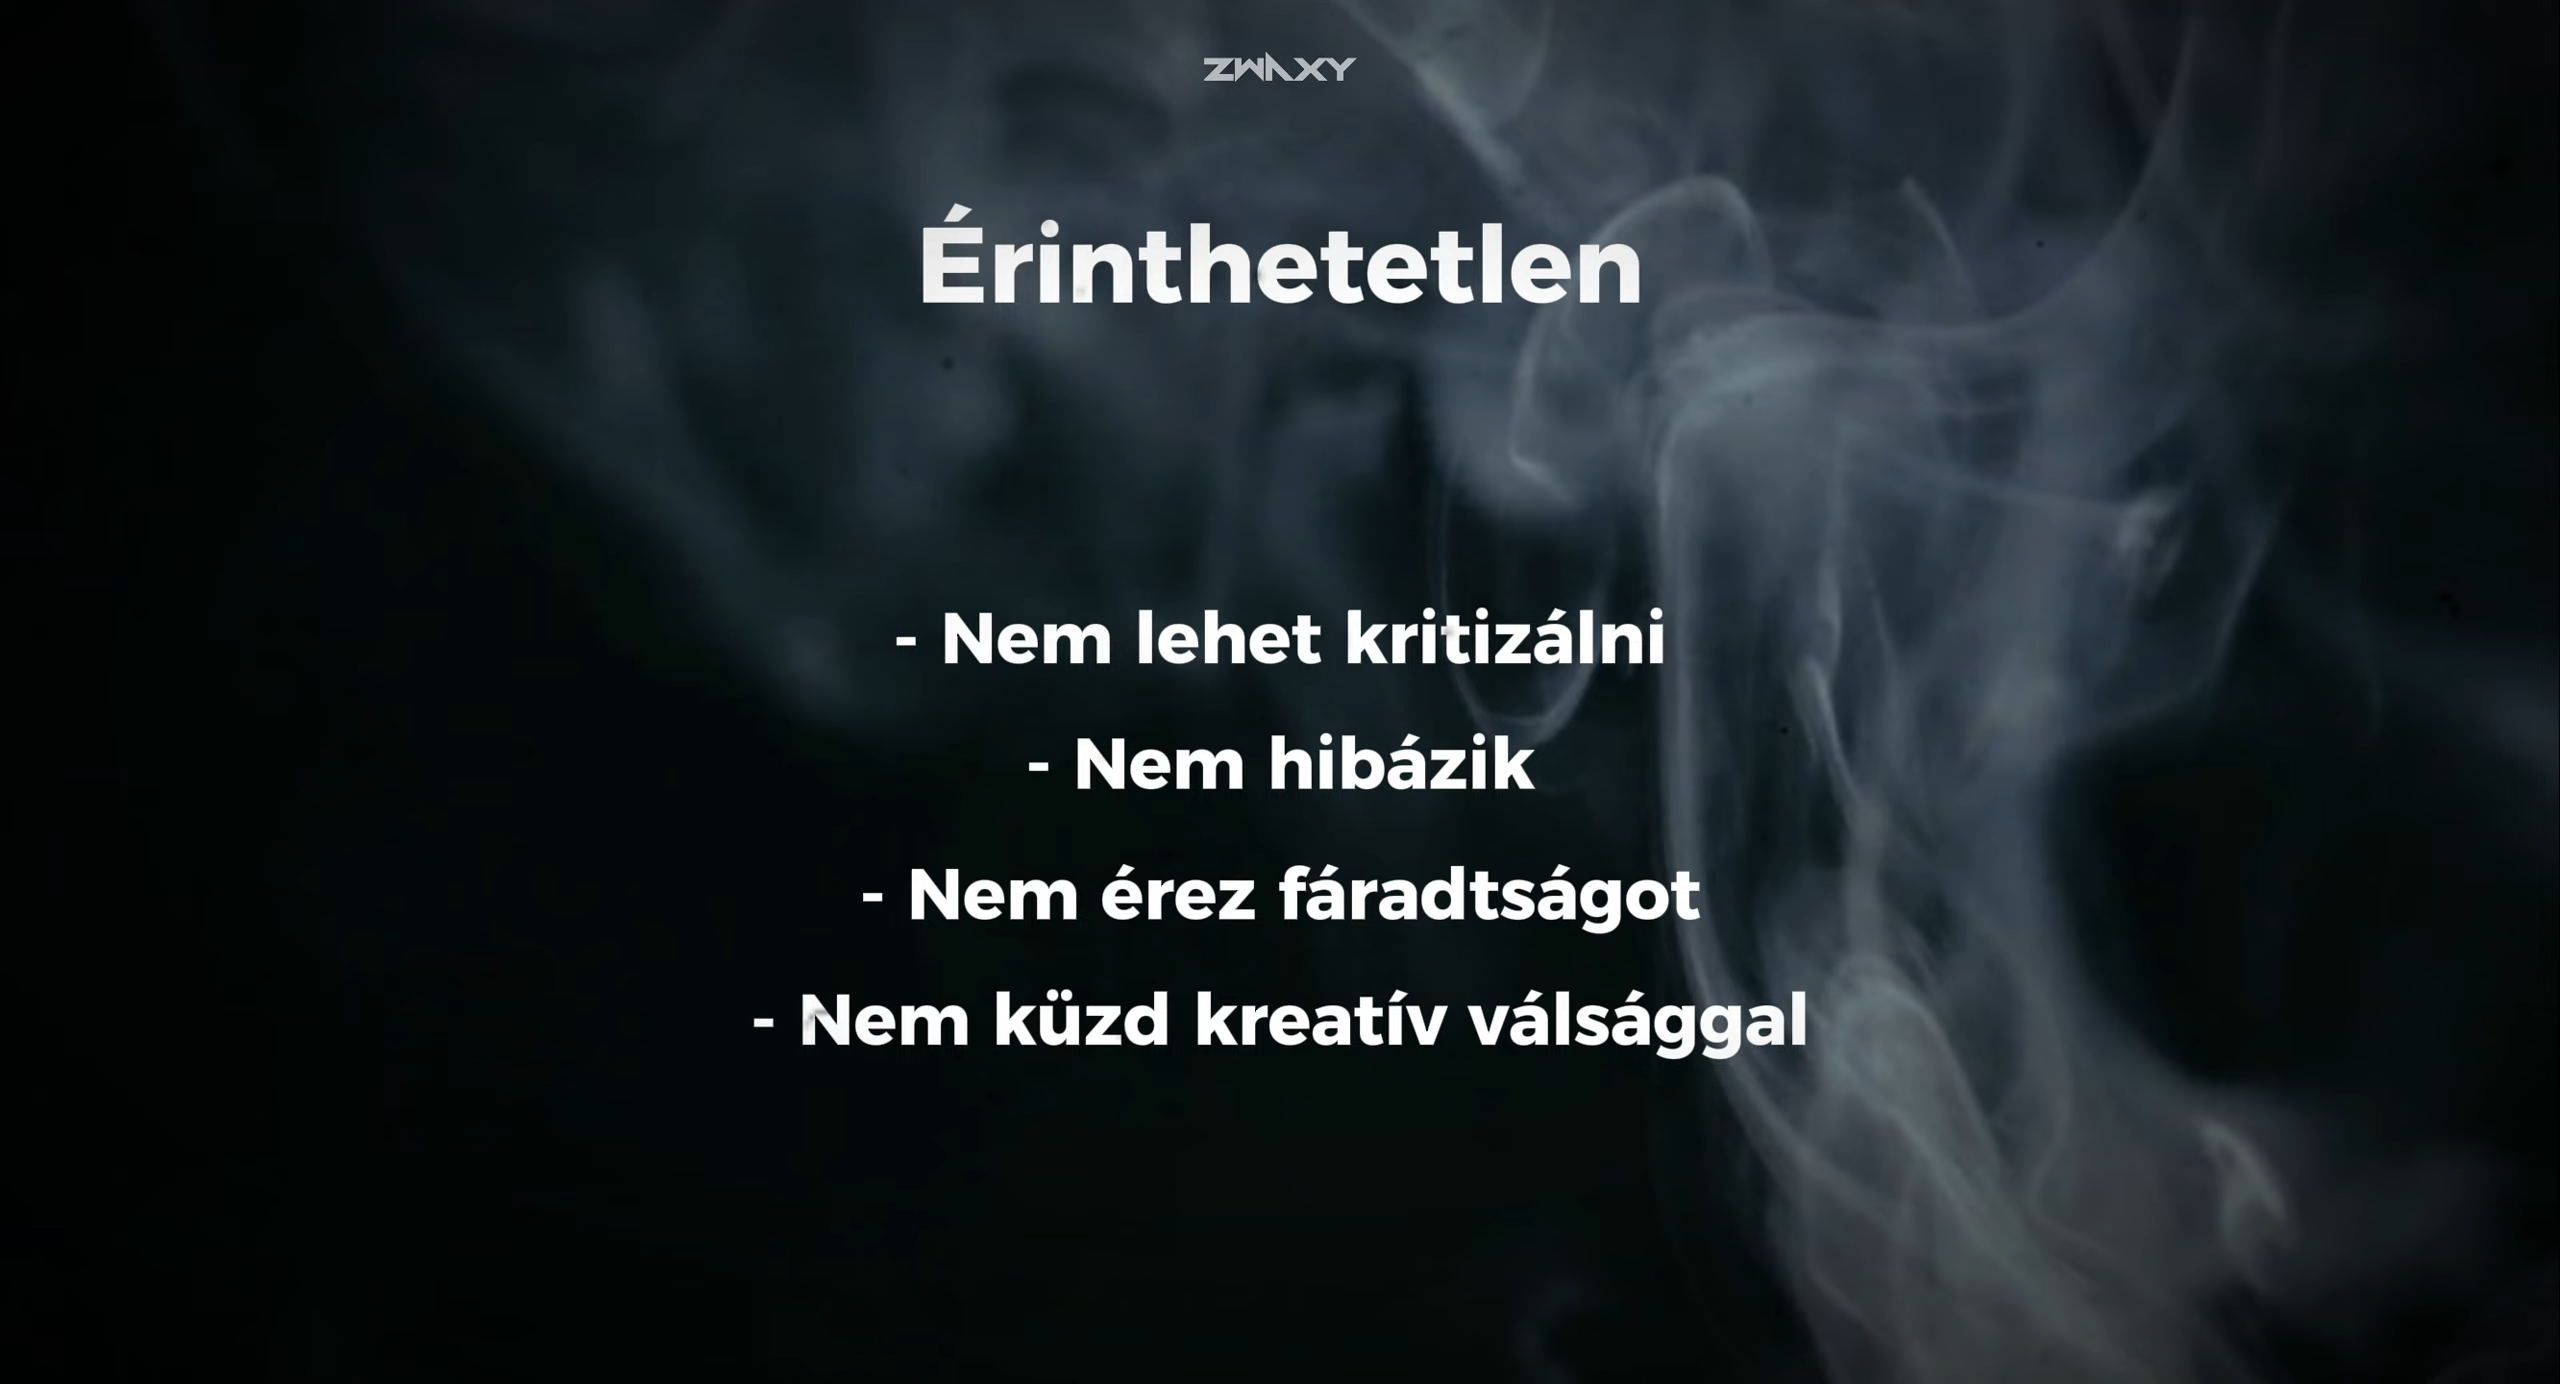 ZWAXY
Érinthetetlen
- Nem lehet kritizálni
- Nem hibázik
- Nem érez fáradtságot
- Nem küzd kreatív válsággal